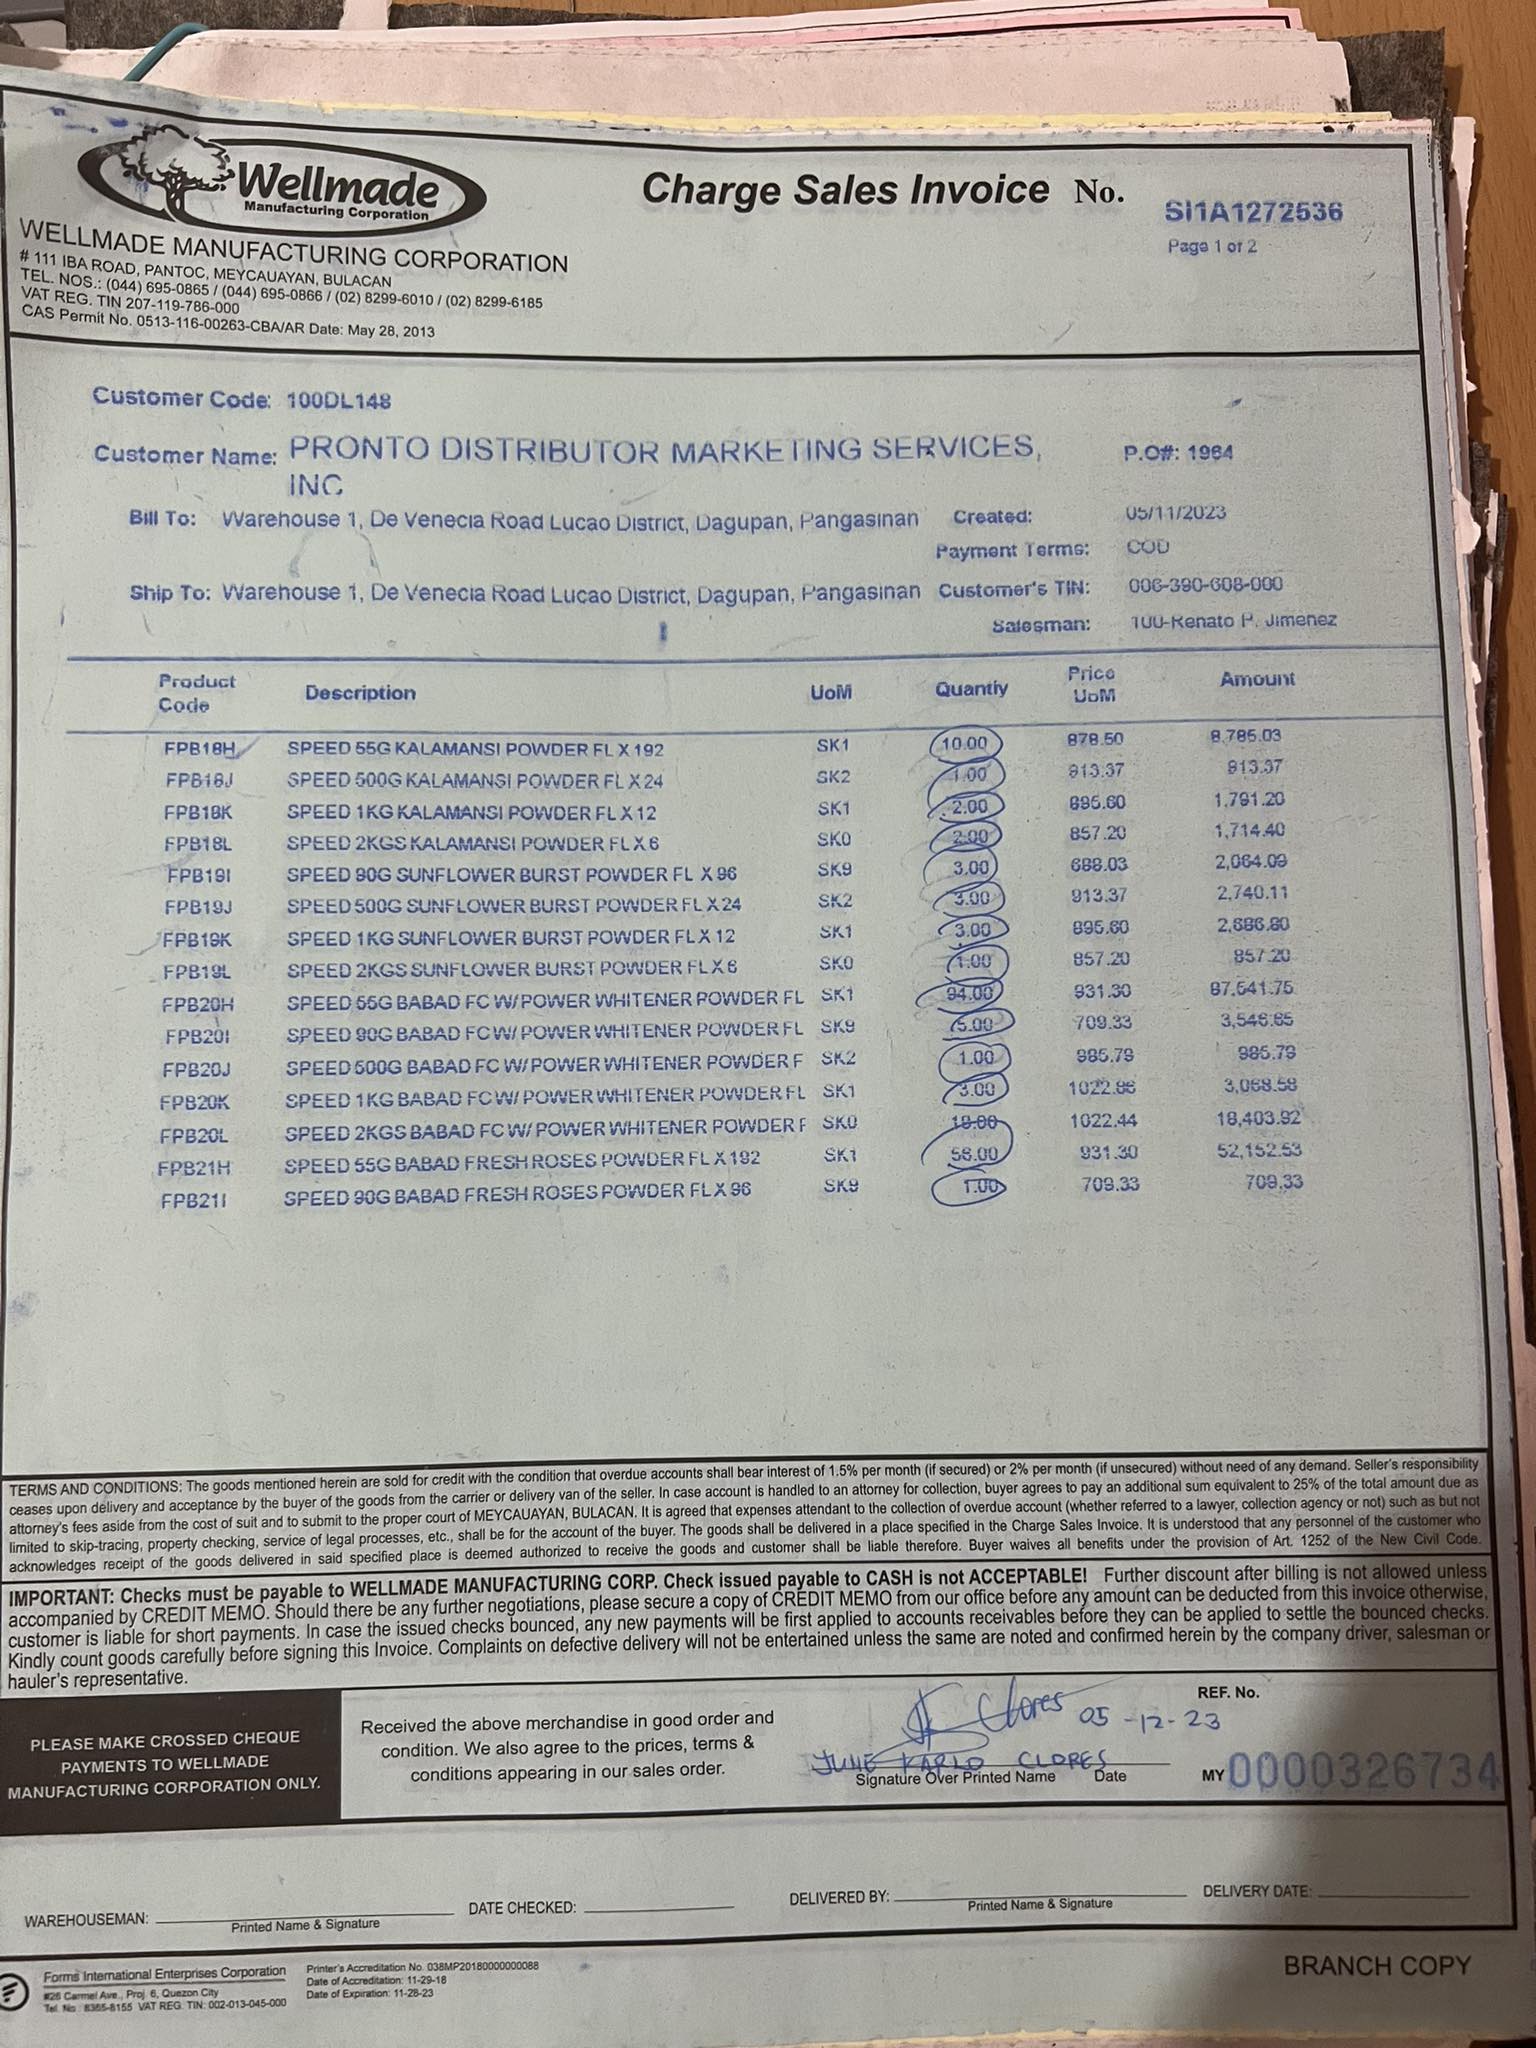 Wellmade
Manufacturing Corporation
Charge Sales Invoice No. SI1A1272536
Page 1 of 2
WELLMADE MANUFACTURING CORPORATION
# 111 IBA ROAD, PANTOC, MEYCAUAYAN, BULACAN
TEL. NOS.: (044) 695-0865 / (044) 695-0866 / (02) 8299-6010 / (02) 8299-6185
VAT REG. TIN 207-119-786-000
CAS Permit No. 0513-116-00263-CBA/AR Date: May 28, 2013
Customer Code: 100DL148
Customer Name: PRONTO DISTRIBUTOR MARKETING SERVICES, P.O#: 1964
INC
Bill To: Warehouse 1, De Venecia Road Lucao District, Dagupan, Pangasinan Created: 05/11/2023
Payment Terms: COD
Ship To: Warehouse 1, De Venecia Road Lucao District, Dagupan, Pangasinan Customer's TIN: 006-390-608-000
Salesman: 100-Renato P. Jimenez
Product Code Description UoM Quantiy Price UoM Amount
FPB18H SPEED 55G KALAMANSI POWDER FL X 192 SK1 10.00 878.50 8,785.03
FPB18J SPEED 500G KALAMANSI POWDER FL X 24 SK2 1.00 913.37 913.37
FPB18K SPEED 1KG KALAMANSI POWDER FL X 12 SK1 2.00 895.60 1,791.20
FPB18L SPEED 2KGS KALAMANSI POWDER FL X 6 SK0 2.00 857.20 1,714.40
FPB19I SPEED 90G SUNFLOWER BURST POWDER FL X 96 SK9 3.00 688.03 2,064.09
FPB19J SPEED 500G SUNFLOWER BURST POWDER FL X 24 SK2 3.00 913.37 2,740.11
FPB19K SPEED 1KG SUNFLOWER BURST POWDER FL X 12 SK1 3.00 895.60 2,686.80
FPB19L SPEED 2KGS SUNFLOWER BURST POWDER FL X 6 SK0 1.00 857.20 857.20
FPB20H SPEED 55G BABAD FC W/ POWER WHITENER POWDER FL SK1 94.00 931.30 87,541.75
FPB20I SPEED 90G BABAD FC W/ POWER WHITENER POWDER FL SK9 5.00 709.33 3,546.65
FPB20J SPEED 500G BABAD FC W/ POWER WHITENER POWDER F SK2 1.00 985.79 985.79
FPB20K SPEED 1KG BABAD FC W/ POWER WHITENER POWDER FL SK1 3.00 1022.86 3,068.58
FPB20L SPEED 2KGS BABAD FC W/ POWER WHITENER POWDER F SK0 18.00 1022.44 18,403.92
FPB21H SPEED 55G BABAD FRESH ROSES POWDER FL X 192 SK1 56.00 931.30 52,152.53
FPB21I SPEED 90G BABAD FRESH ROSES POWDER FL X 96 SK9 1.00 709.33 709.33
TERMS AND CONDITIONS: The goods mentioned herein are sold for credit with the condition that overdue accounts shall bear interest of 1.5% per month (if secured) or 2% per month (if unsecured) without need of any demand. Seller's responsibility
ceases upon delivery and acceptance by the buyer of the goods from the carrier or delivery van of the seller. In case account is handled to an attorney for collection, buyer agrees to pay an additional sum equivalent to 25% of the total amount due as
attorney's fees aside from the cost of suit and to submit to the proper court of MEYCAUAYAN, BULACAN. It is agreed that expenses attendant to the collection of overdue account (whether referred to a lawyer, collection agency or not) such as but not
limited to skip-tracing, property checking, service of legal processes, etc., shall be for the account of the buyer. The goods shall be delivered in a place specified in the Charge Sales Invoice. It is understood that any personnel of the customer who
acknowledges receipt of the goods delivered in said specified place is deemed authorized to receive the goods and customer shall be liable therefore. Buyer waives all benefits under the provision of Art. 1252 of the New Civil Code.
IMPORTANT: Checks must be payable to WELLMADE MANUFACTURING CORP. Check issued payable to CASH is not ACCEPTABLE! Further discount after billing is not allowed unless
accompanied by CREDIT MEMO. Should there be any further negotiations, please secure a copy of CREDIT MEMO from our office before any amount can be deducted from this invoice otherwise,
customer is liable for short payments. In case the issued checks bounced, any new payments will be first applied to accounts receivables before they can be applied to settle the bounced checks.
Kindly count goods carefully before signing this Invoice. Complaints on defective delivery will not be entertained unless the same are noted and confirmed herein by the company driver, salesman or
hauler's representative.
PLEASE MAKE CROSSED CHEQUE
PAYMENTS TO WELLMADE
MANUFACTURING CORPORATION ONLY.
Received the above merchandise in good order and
condition. We also agree to the prices, terms &
conditions appearing in our sales order.
Clores 05-12-23
JUNE KARLO CLORES
Signature Over Printed Name Date
REF. No.
MY 0000326734
WAREHOUSEMAN: DATE CHECKED: DELIVERED BY: DELIVERY DATE:
Printed Name & Signature Printed Name & Signature
Forms International Enterprises Corporation
#26 Carmel Ave., Proj. 6, Quezon City
Tel. No.: 8365-8155 VAT REG. TIN: 002-013-045-000
Printer's Accreditation No. 038MP20180000000088
Date of Accreditation: 11-29-18
Date of Expiration: 11-28-23
BRANCH COPY